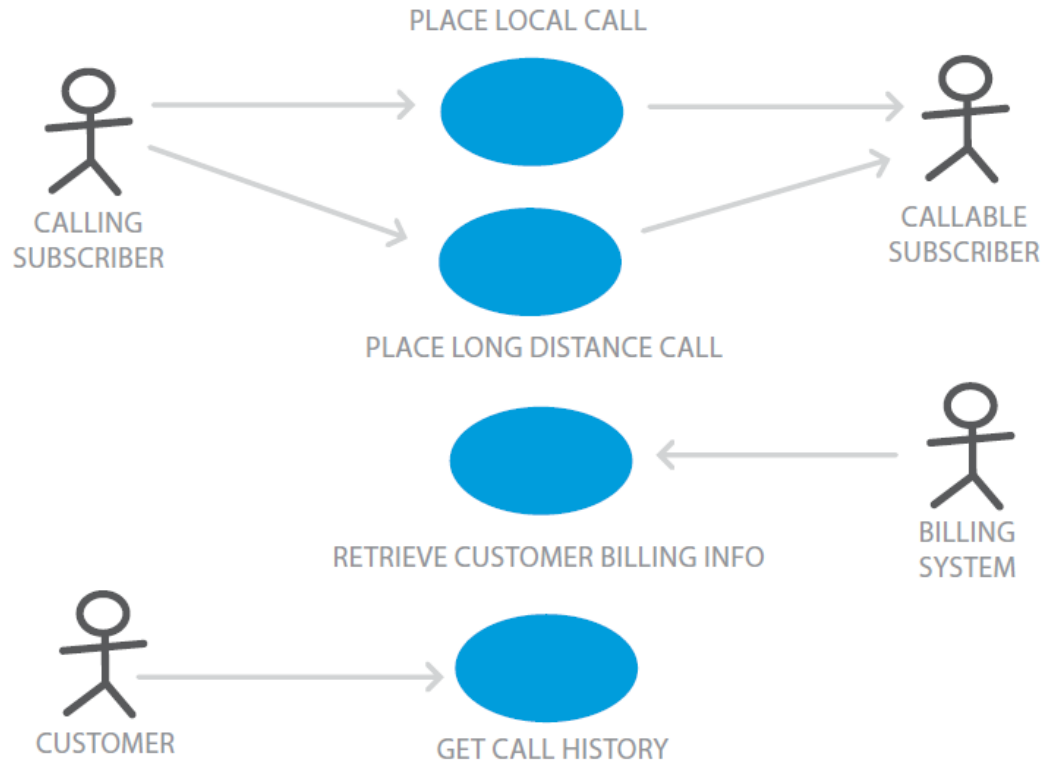 PLACE LOCAL CALL
CALLING
SUBSCRIBER
CALLABLE
SUBSCRIBER
PLACE LONG DISTANCE CALL
BILLING
SYSTEM
RETRIEVE CUSTOMER BILLING INFO
CUSTOMER
GET CALL HISTORY